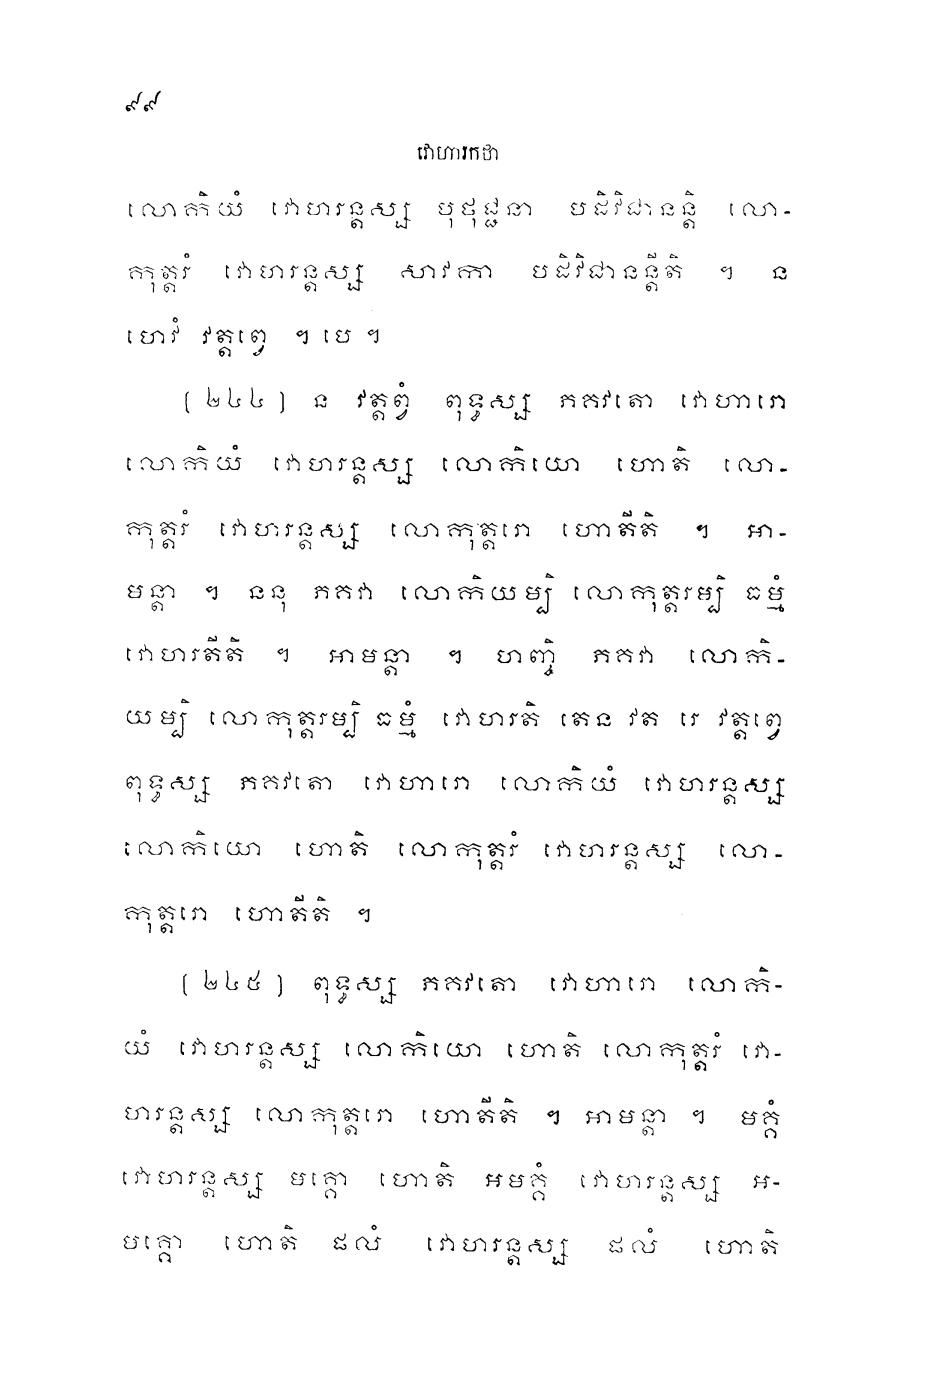 ៩៩
វោហារកថា
លោកិយំ វោហរន្តស្ស បុថុជ្ជនា បដិវិជានន្តិ លោ-
កុត្តរំ វោហរន្តស្ស សាវកា បដិវិជានន្តីតិ ។ ន
ហេវំ វត្តព្វេ ។ បេ ។
(២៤៤) ន វត្តព្វំ ពុទ្ធស្ស ភគវតោ វោហារោ
លោកិយំ វោហរន្តស្ស លោកិយោ ហោតិ លោ-
កុត្តរំ វោហរន្តស្ស លោកុត្តរោ ហោតីតិ ។ អា-
មន្តា ។ ននុ ភគវា លោកិយម្បិ លោកុត្តរម្បិ ធម្មំ
វោហរតីតិ ។ អាមន្តា ។ ហញ្ចិ ភគវា លោកិ-
យម្បិ លោកុត្តរម្បិ ធម្មំ វោហរតិ តេន វត រេ វត្តព្វេ
ពុទ្ធស្ស ភគវតោ វោហារោ លោកិយំ វោហរន្តស្ស
លោកិយោ ហោតិ លោកុត្តរំ វោហរន្តស្ស លោ-
កុត្តរោ ហោតីតិ ។
(២៤៥) ពុទ្ធស្ស ភគវតោ វោហារោ លោកិ-
យំ វោហរន្តស្ស លោកិយោ ហោតិ លោកុត្តរំ វោ-
ហរន្តស្ស លោកុត្តរោ ហោតីតិ ។ អាមន្តា ។ មគ្គំ
វោហរន្តស្ស មគ្គោ ហោតិ អមគ្គំ វោហរន្តស្ស អ-
មគ្គោ ហោតិ ផលំ វោហរន្តស្ស ផលំ ហោតិ